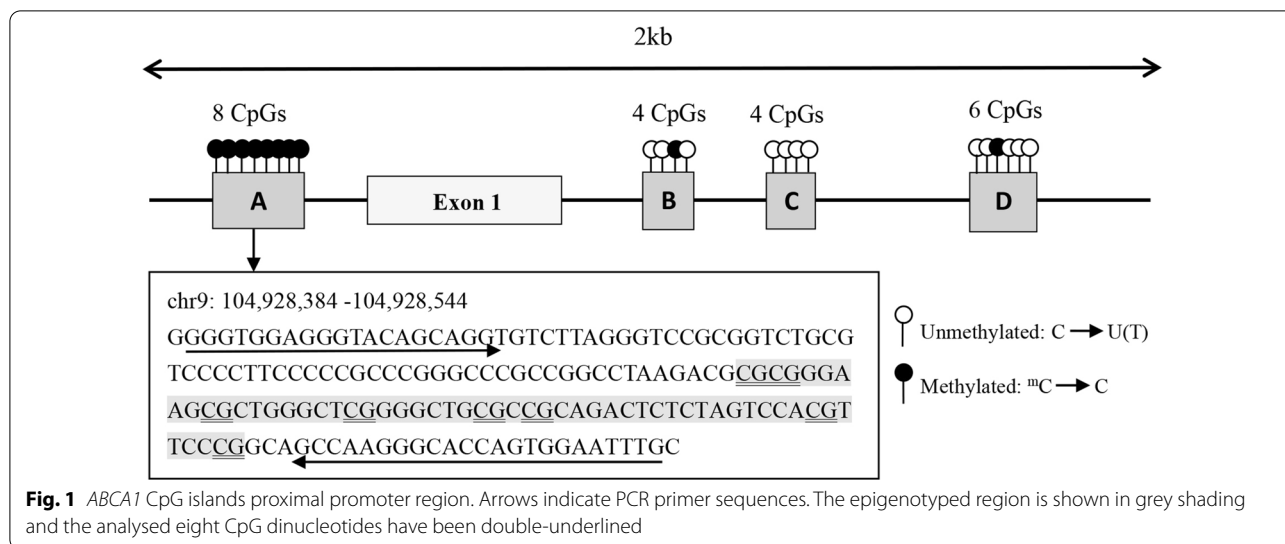 2kb
8 CpGs
4 CpGs
4 CpGs
6 CpGs
A
Exon 1
B
C
D
chr9: 104,928,384 -104,928,544
GGGGTGGAGGGTACAGCAGGTGTCTTAGGGTCCGCGGTCTGCG
TCCCCTTCCCCCGCCCGGGCCCGCCGGCCTAAGACGCGCGGGGA
AGCGCTGGGCTCGGGGCTGCGCCGCAGACTCTCTAGTCCACGTT
TCCCGGCAGCCAAGGGCACCAGTGGAATTTGC
Unmethylated: C → U(T)
Methylated: ᵐC → C
Fig. 1 ABCA1 CpG islands proximal promoter region. Arrows indicate PCR primer sequences. The epigenotyped region is shown in grey shading
and the analysed eight CpG dinucleotides have been double-underlined